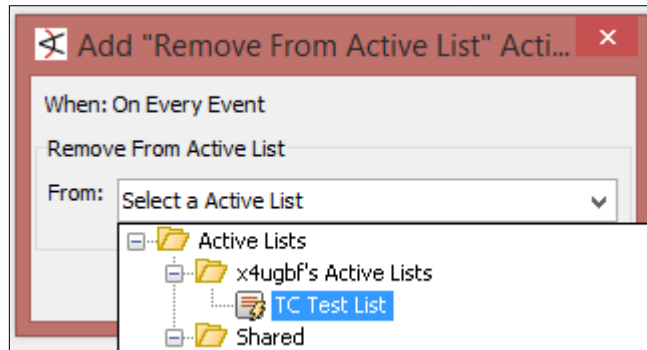 Add "Remove From Active List" Acti...
When: On Every Event
Remove From Active List
From: Select a Active List
Active Lists
x4ugbf's Active Lists
TC Test List
Shared